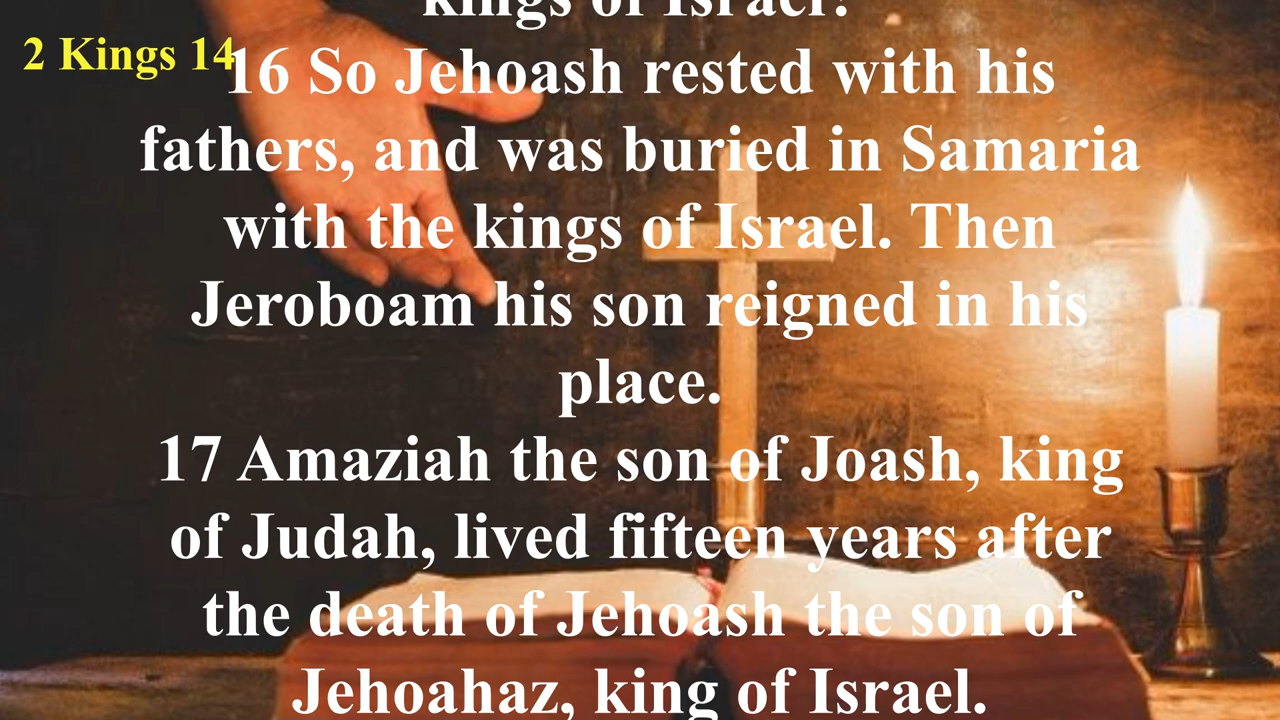 kings of Israel?
2 Kings 14
16 So Jehoash rested with his
fathers, and was buried in Samaria
with the kings of Israel. Then
Jeroboam his son reigned in his
place.
17 Amaziah the son of Joash, king
of Judah, lived fifteen years after
the death of Jehoash the son of
Jehoahaz, king of Israel.